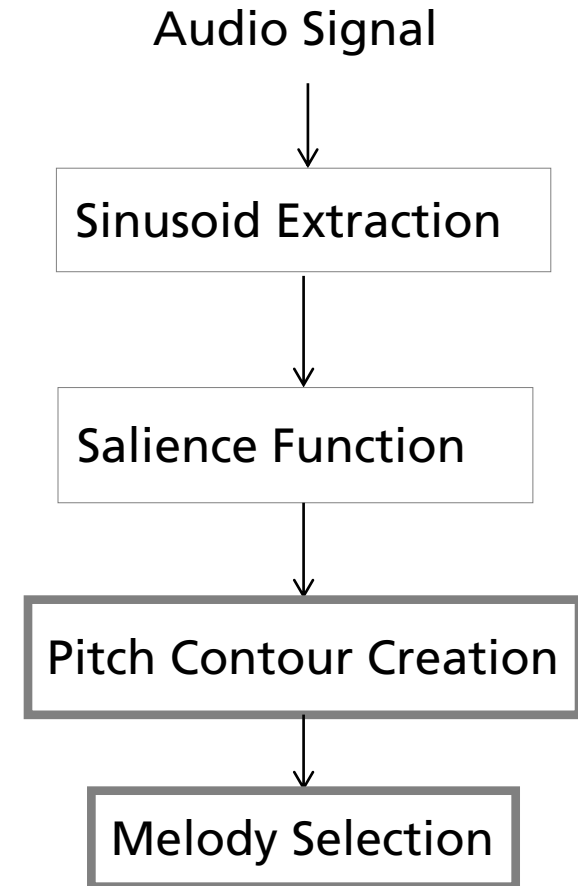 Audio Signal
Sinusoid Extraction
Salience Function
Pitch Contour Creation
Melody Selection